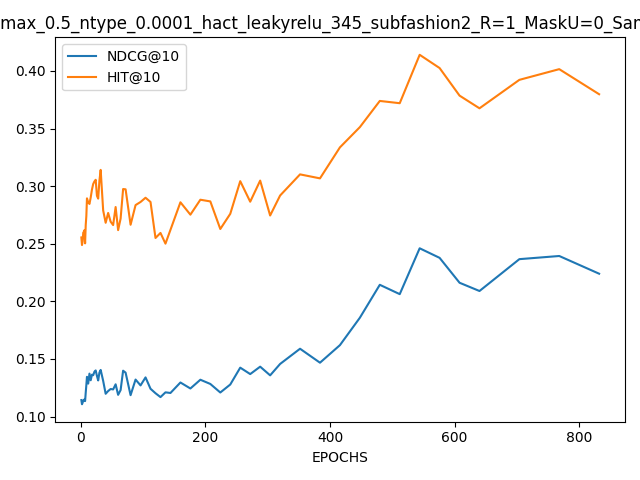 max_0.5_ntype_0.0001_hact_leakyrelu_345_subfashion2_R=1_MaskU=0_San
NDCG@10
HIT@10
0.40
0.35
0.30
0.25
0.20
0.15
0.10
0 200 400 600 800
EPOCHS